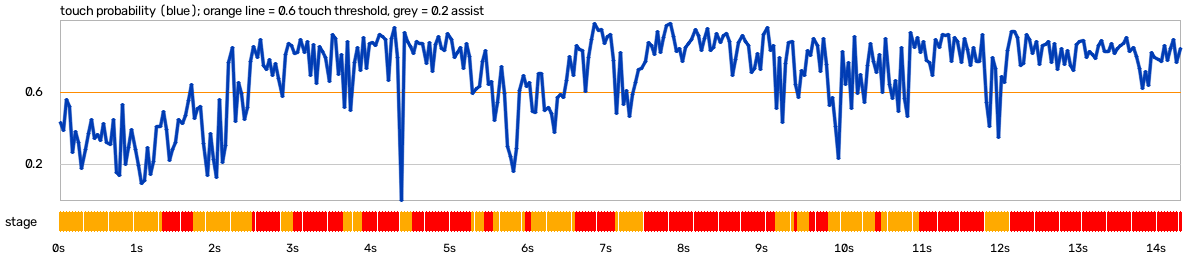 touch probability (blue); orange line = 0.6 touch threshold, grey = 0.2 assist
0.6
0.2
stage
0s 1s 2s 3s 4s 5s 6s 7s 8s 9s 10s 11s 12s 13s 14s